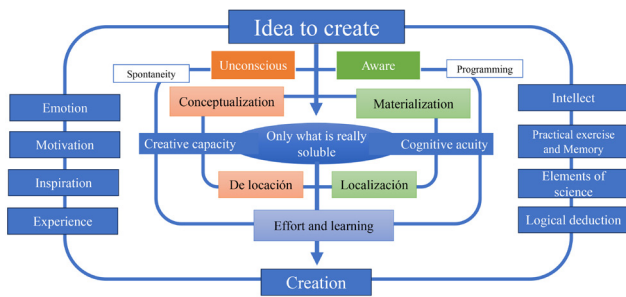 Idea to create
Unconscious
Aware
Spontaneity
Programming
Emotion
Conceptualization
Materialization
Intellect
Motivation
Creative capacity
Only what is really
soluble
Cognitive acuity
Practical exercise
and Memory
Inspiration
De locación
Localización
Elements of
science
Experience
Effort and learning
Logical deduction
Creation